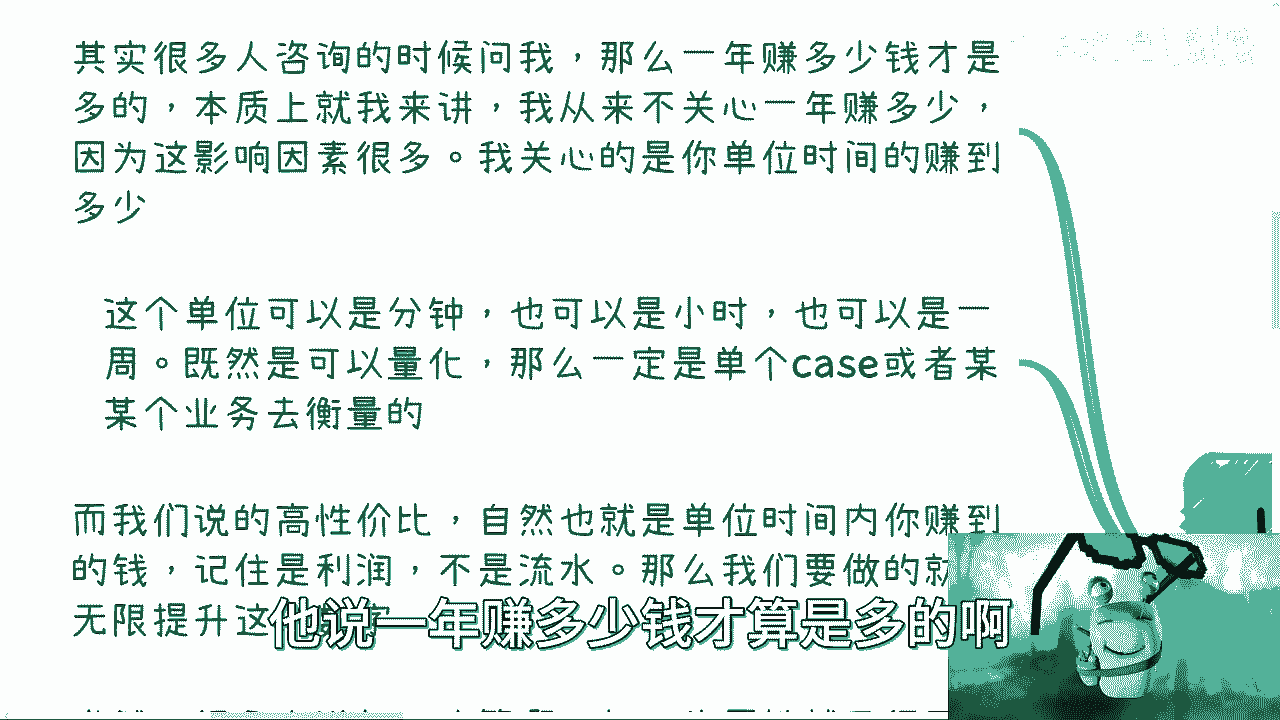 其实很多人咨询的时候问我，那么一年赚多少钱才是
多的，本质上就我来讲，我从来不关心一年赚多少，
因为这影响因素很多。我关心的是你单位时间的赚到
多少
这个单位可以是分钟，也可以是小时，也可以是一
周。既然是可以量化，那么一定是单个case或者某
某个业务去衡量的
而我们说的高性价比，自然也就是单位时间内你赚到
的钱，记住是利润，不是流水。那么我们要做的就
无限提升这
他说一年赚多少钱才算是多的啊